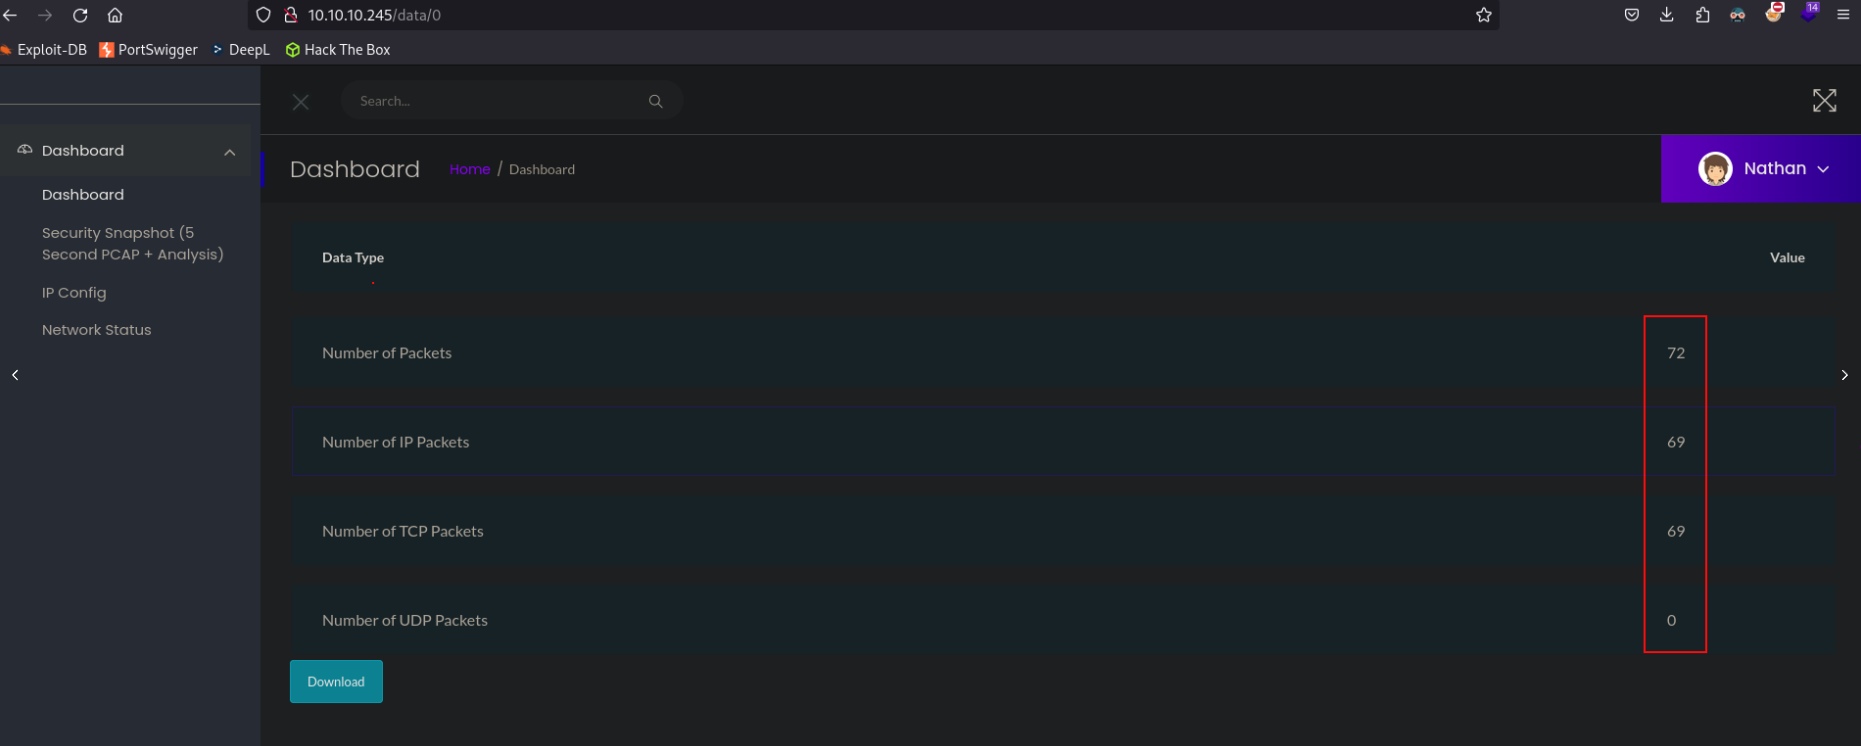 10.10.10.245/data/0
14
Exploit-DB PortSwigger DeepL Hack The Box
Search...
Dashboard
Dashboard
Security Snapshot (5
Second PCAP + Analysis)
IP Config
Network Status
Dashboard Home / Dashboard
Nathan
Data Type Value
Number of Packets 72
Number of IP Packets 69
Number of TCP Packets 69
Number of UDP Packets 0
Download